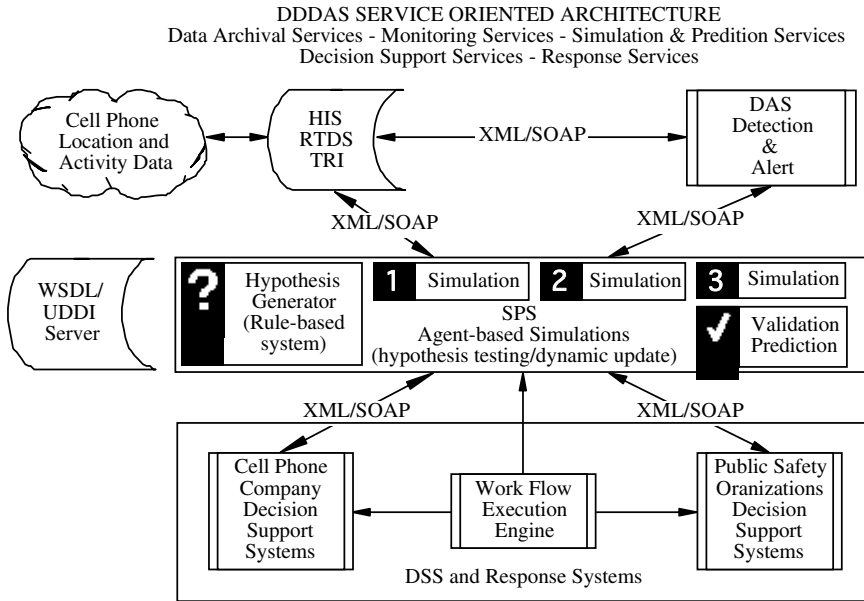 DDDAS SERVICE ORIENTED ARCHITECTURE
Data Archival Services - Monitoring Services - Simulation & Predition Services
Decision Support Services - Response Services
Cell Phone
Location and
Activity Data
HIS
RTDS
TRI
XML/SOAP
DAS
Detection
&
Alert
XML/SOAP
XML/SOAP
WSDL/
UDDI
Server
?
Hypothesis
Generator
(Rule-based
system)
1 Simulation
2 Simulation
3 Simulation
SPS
Agent-based Simulations
(hypothesis testing/dynamic update)
Validation
Prediction
XML/SOAP
XML/SOAP
Cell Phone
Company
Decision
Support
Systems
Work Flow
Execution
Engine
Public Safety
Oranizations
Decision
Support
Systems
DSS and Response Systems